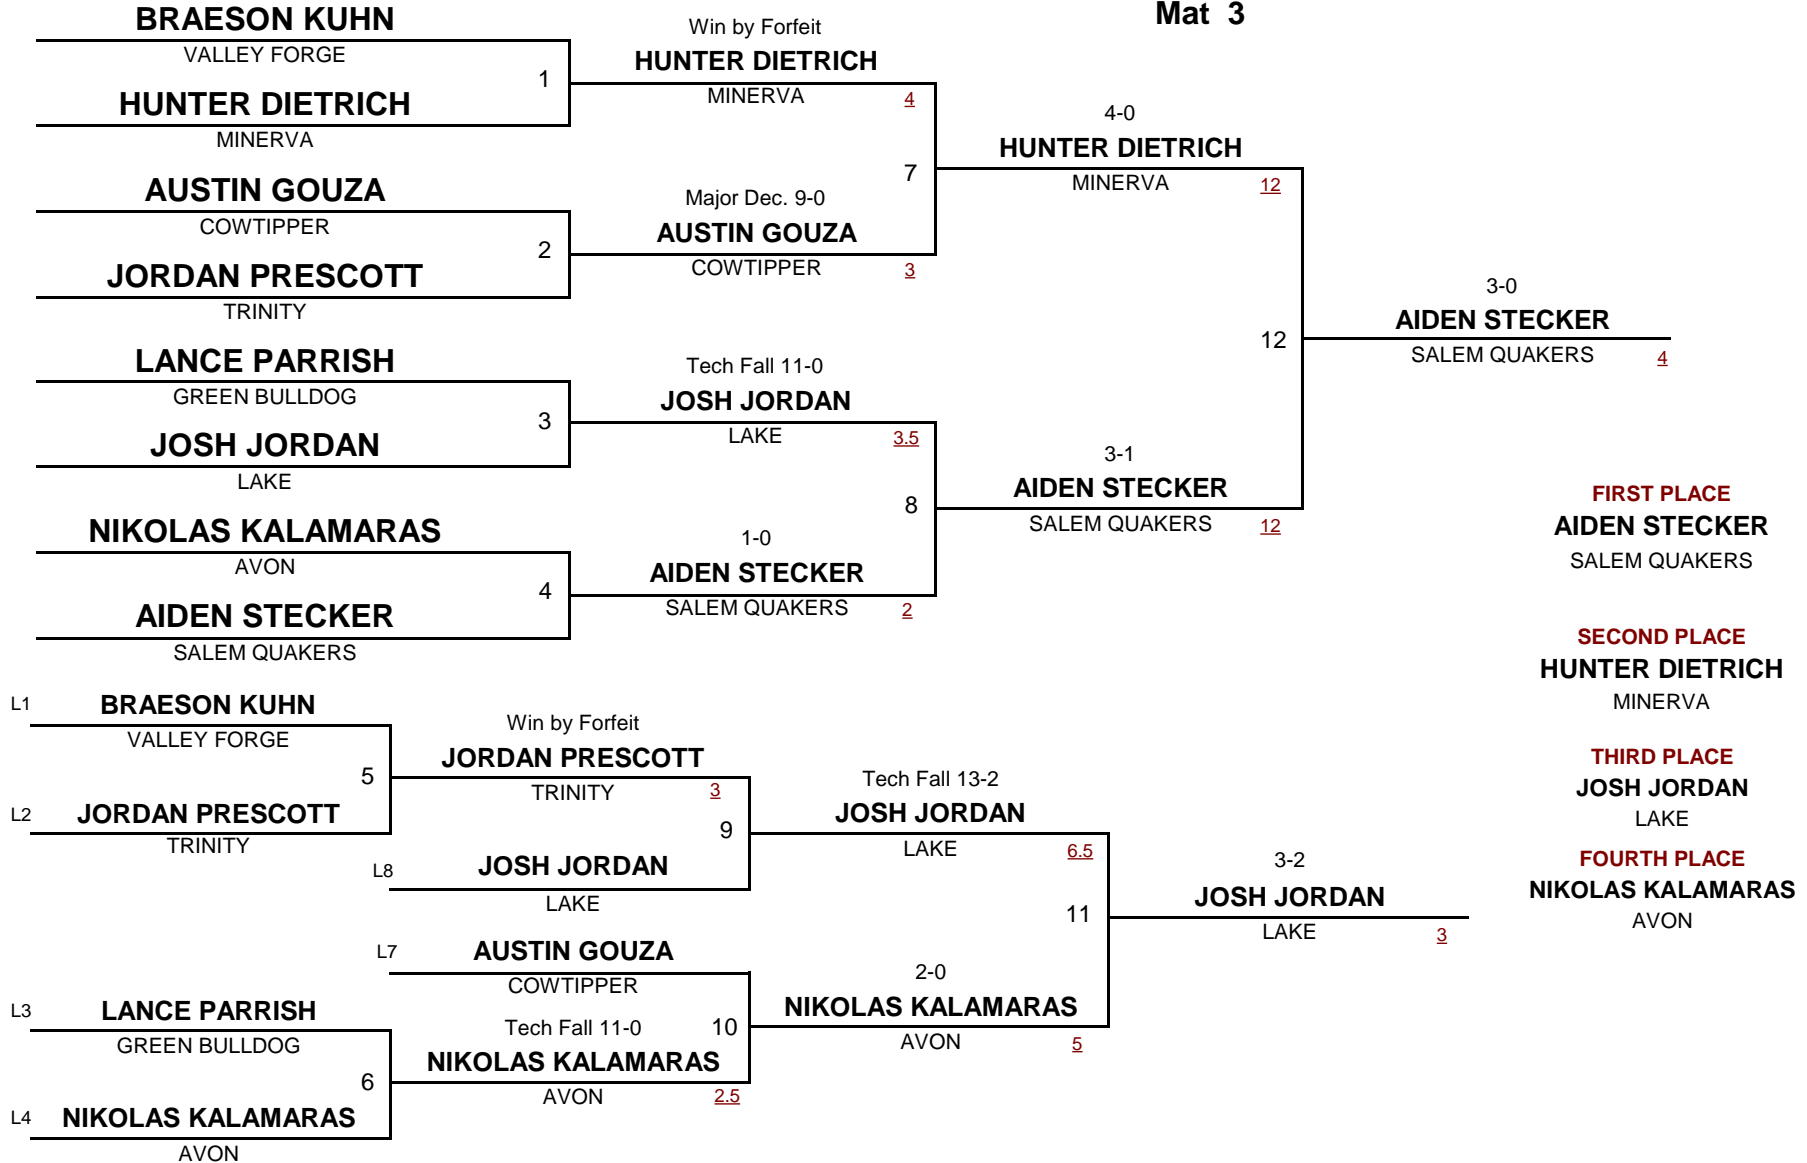 Mat 3
BRAESON KUHN
VALLEY FORGE
1
HUNTER DIETRICH
MINERVA
Win by Forfeit
HUNTER DIETRICH
MINERVA
4
AUSTIN GOUZA
COWTIPPER
2
JORDAN PRESCOTT
TRINITY
Major Dec. 9-0
AUSTIN GOUZA
COWTIPPER
3
7
4-0
HUNTER DIETRICH
MINERVA
12
LANCE PARRISH
GREEN BULLDOG
3
JOSH JORDAN
LAKE
Tech Fall 11-0
JOSH JORDAN
LAKE
3.5
NIKOLAS KALAMARAS
AVON
4
AIDEN STECKER
SALEM QUAKERS
1-0
AIDEN STECKER
SALEM QUAKERS
2
8
3-1
AIDEN STECKER
SALEM QUAKERS
12
12
3-0
AIDEN STECKER
SALEM QUAKERS
4
FIRST PLACE
AIDEN STECKER
SALEM QUAKERS
SECOND PLACE
HUNTER DIETRICH
MINERVA
THIRD PLACE
JOSH JORDAN
LAKE
FOURTH PLACE
NIKOLAS KALAMARAS
AVON
L1
BRAESON KUHN
VALLEY FORGE
5
L2
JORDAN PRESCOTT
TRINITY
Win by Forfeit
JORDAN PRESCOTT
TRINITY
3
9
L8
JOSH JORDAN
LAKE
Tech Fall 13-2
JOSH JORDAN
LAKE
6.5
L7
AUSTIN GOUZA
COWTIPPER
L3
LANCE PARRISH
GREEN BULLDOG
6
L4
NIKOLAS KALAMARAS
AVON
Tech Fall 11-0
10
NIKOLAS KALAMARAS
AVON
2.5
2-0
NIKOLAS KALAMARAS
AVON
5
11
3-2
JOSH JORDAN
LAKE
3